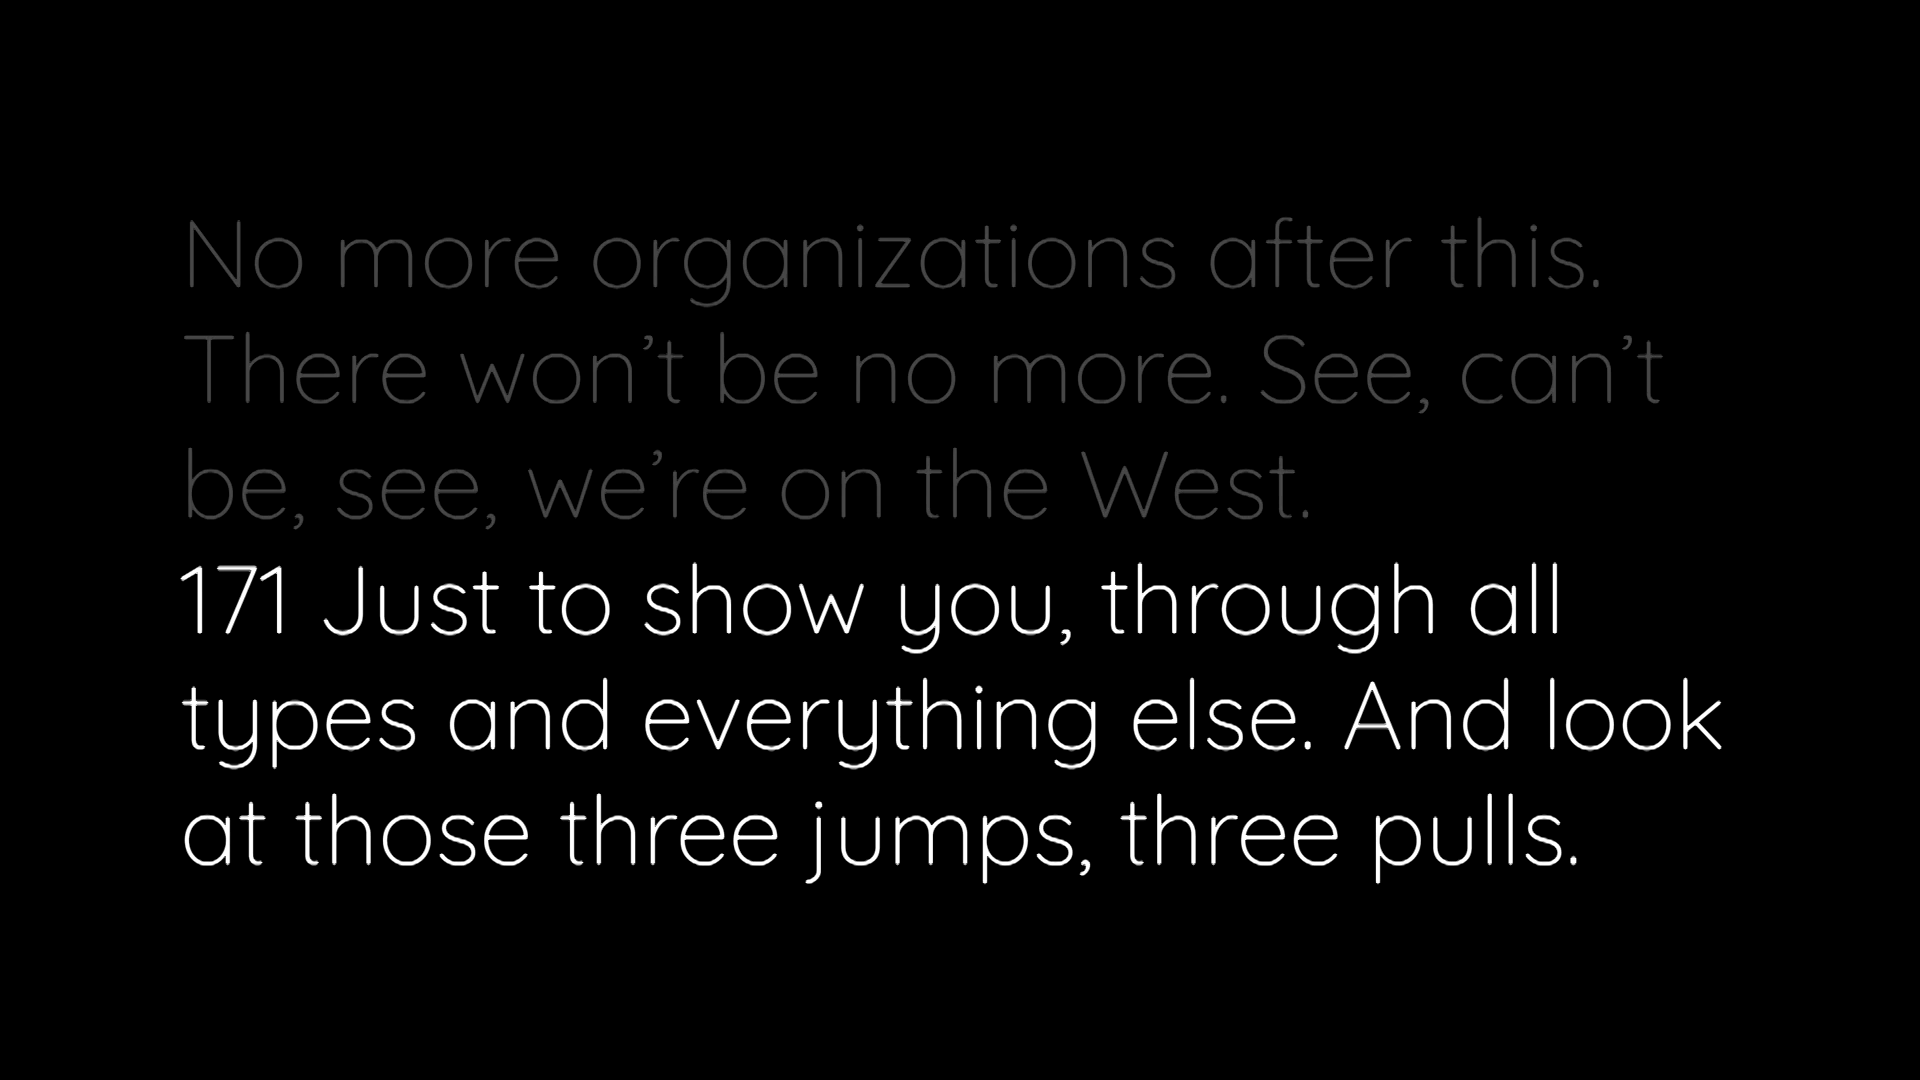 No more organizations after this.
There won’t be no more. See, can’t
be, see, we’re on the West.
171 Just to show you, through all
types and everything else. And look
at those three jumps, three pulls.